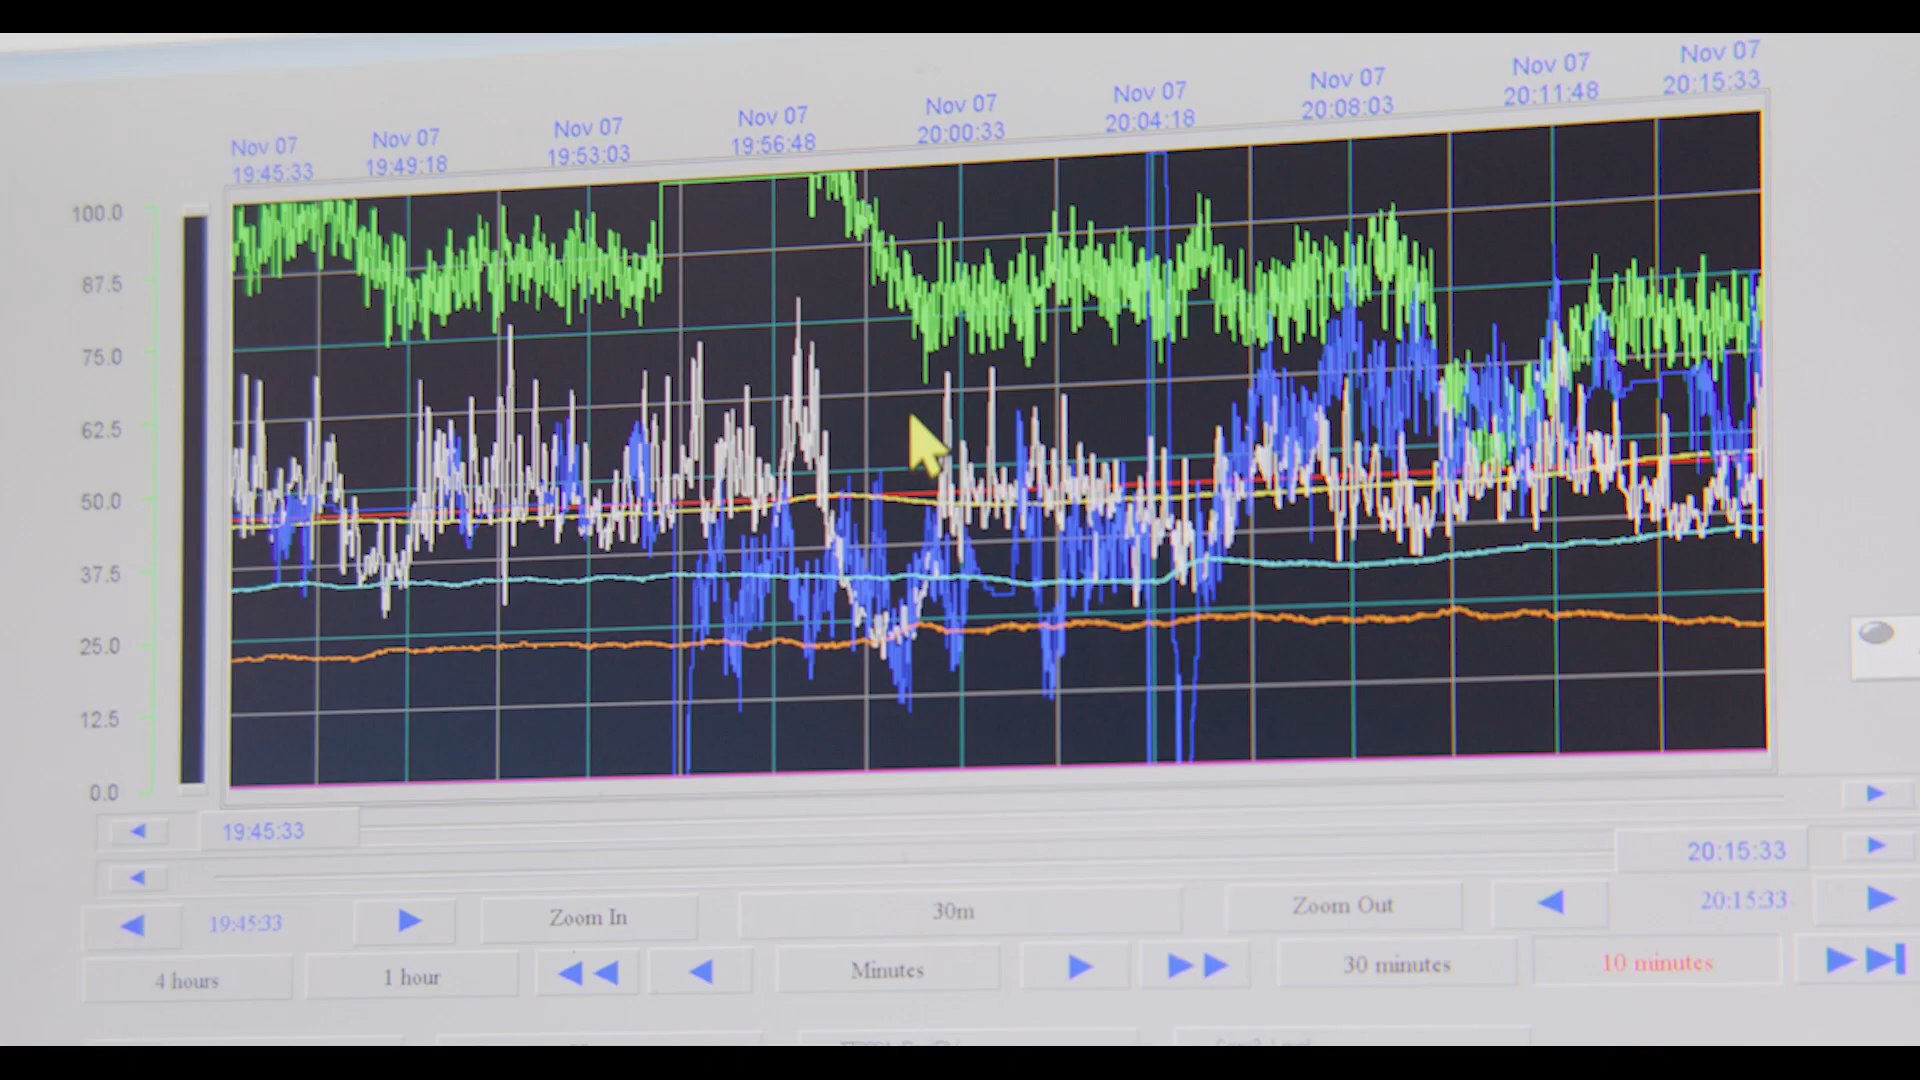 Nov 07
19:45:33
Nov 07
19:49:18
Nov 07
19:53:03
Nov 07
19:56:48
Nov 07
20:00:33
Nov 07
20:04:18
Nov 07
20:08:03
Nov 07
20:11:48
Nov 07
20:15:33
100.0
87.5
75.0
62.5
50.0
37.5
25.0
12.5
0.0
19:45:33
20:15:33
19:45:33
Zoom In
30m
Zoom Out
20:15:33
4 hours
1 hour
Minutes
30 minutes
10 minutes